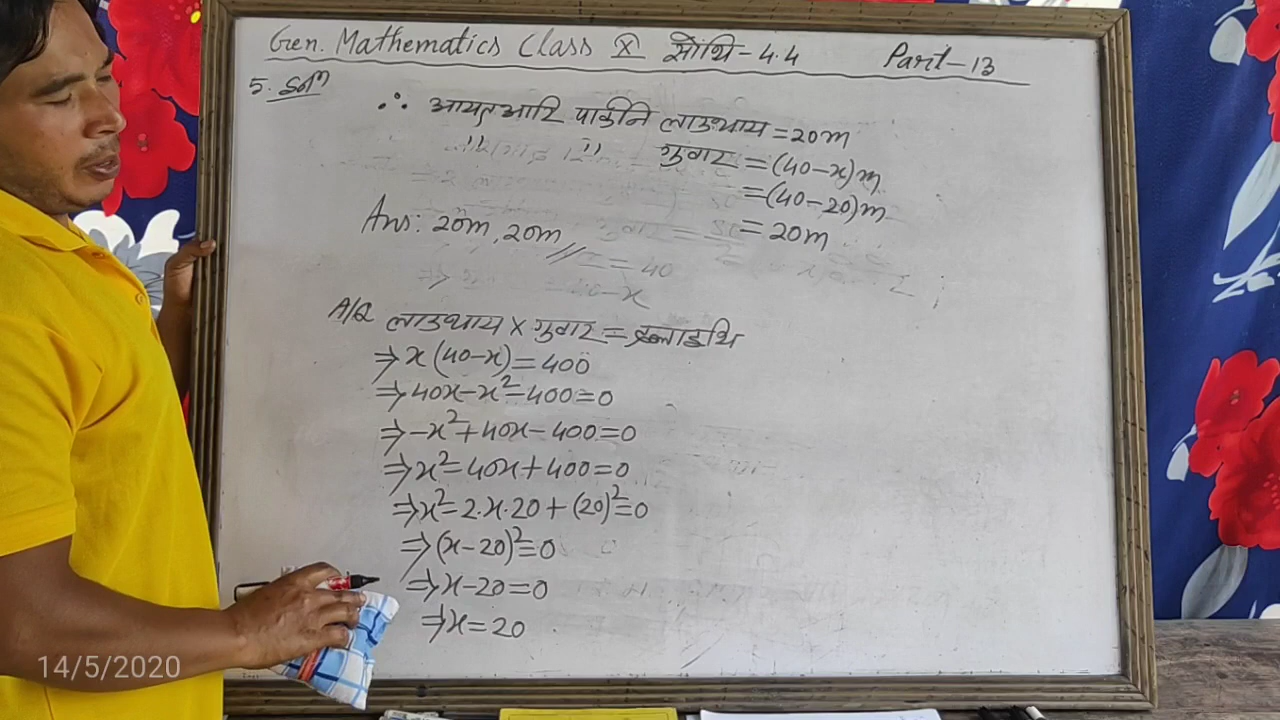 Gen. Mathematics Class X सौथि - 4.4 Part-13
5. Solⁿ
∴ आयतआरि पार्कनि लाउथाय = 20m
" " गुवार = (40-x)m
= (40-20)m
= 20m
Ans: 20m, 20m //
A/Q लाउथाय × गुवार =
⇒ x(40-x) = 400
⇒ 40x-x²-400=0
⇒ -x²+40x-400=0
⇒ x²-40x+400=0
⇒ x²-2.x.20+(20)²=0
⇒ (x-20)²=0
⇒ x-20=0
⇒ x=20
14/5/2020